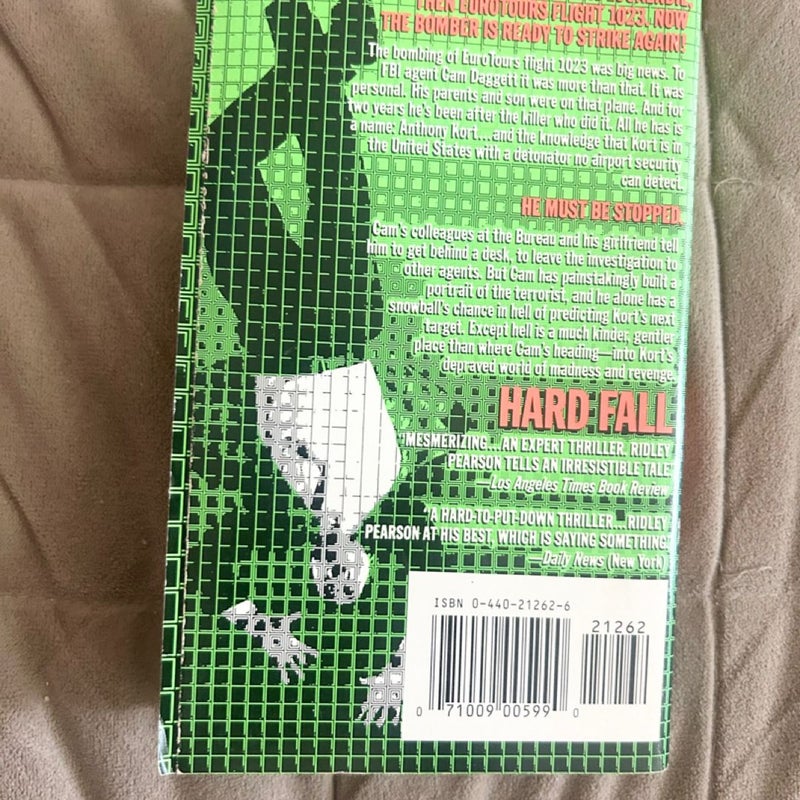 THEN EUROTOURS FLIGHT 1023. NOW
THE BOMBER IS READY TO STRIKE AGAIN!
The bombing of EuroTours flight 1023 was big news. To
FBI agent Cam Daggett it was more than that. It was
personal. His parents and son were on that plane. And for
two years he's been after the killer who did it. All he has is
a name: Anthony Kort...and the knowledge that Kort is in
the United States with a detonator no airport security
can detect.
HE MUST BE STOPPED.
Cam's colleagues at the Bureau and his girlfriend tell
him to get behind a desk, to leave the investigation to
other agents. But Cam has painstakingly built a
portrait of the terrorist, and he alone has a
snowball's chance in hell of predicting Kort's next
target. Except hell is a much kinder, gentler
place than where Cam's heading—into Kort's
depraved world of madness and revenge.
HARD FALL
"MESMERIZING...AN EXPERT THRILLER. RIDLEY
PEARSON TELLS AN IRRESISTIBLE TALE"
—Los Angeles Times Book Review
"A HARD-TO-PUT-DOWN THRILLER...RIDLEY
PEARSON AT HIS BEST, WHICH IS SAYING SOMETHING."
—Daily News (New York)
ISBN 0-440-21262-6
21262
0 71009 00599 0